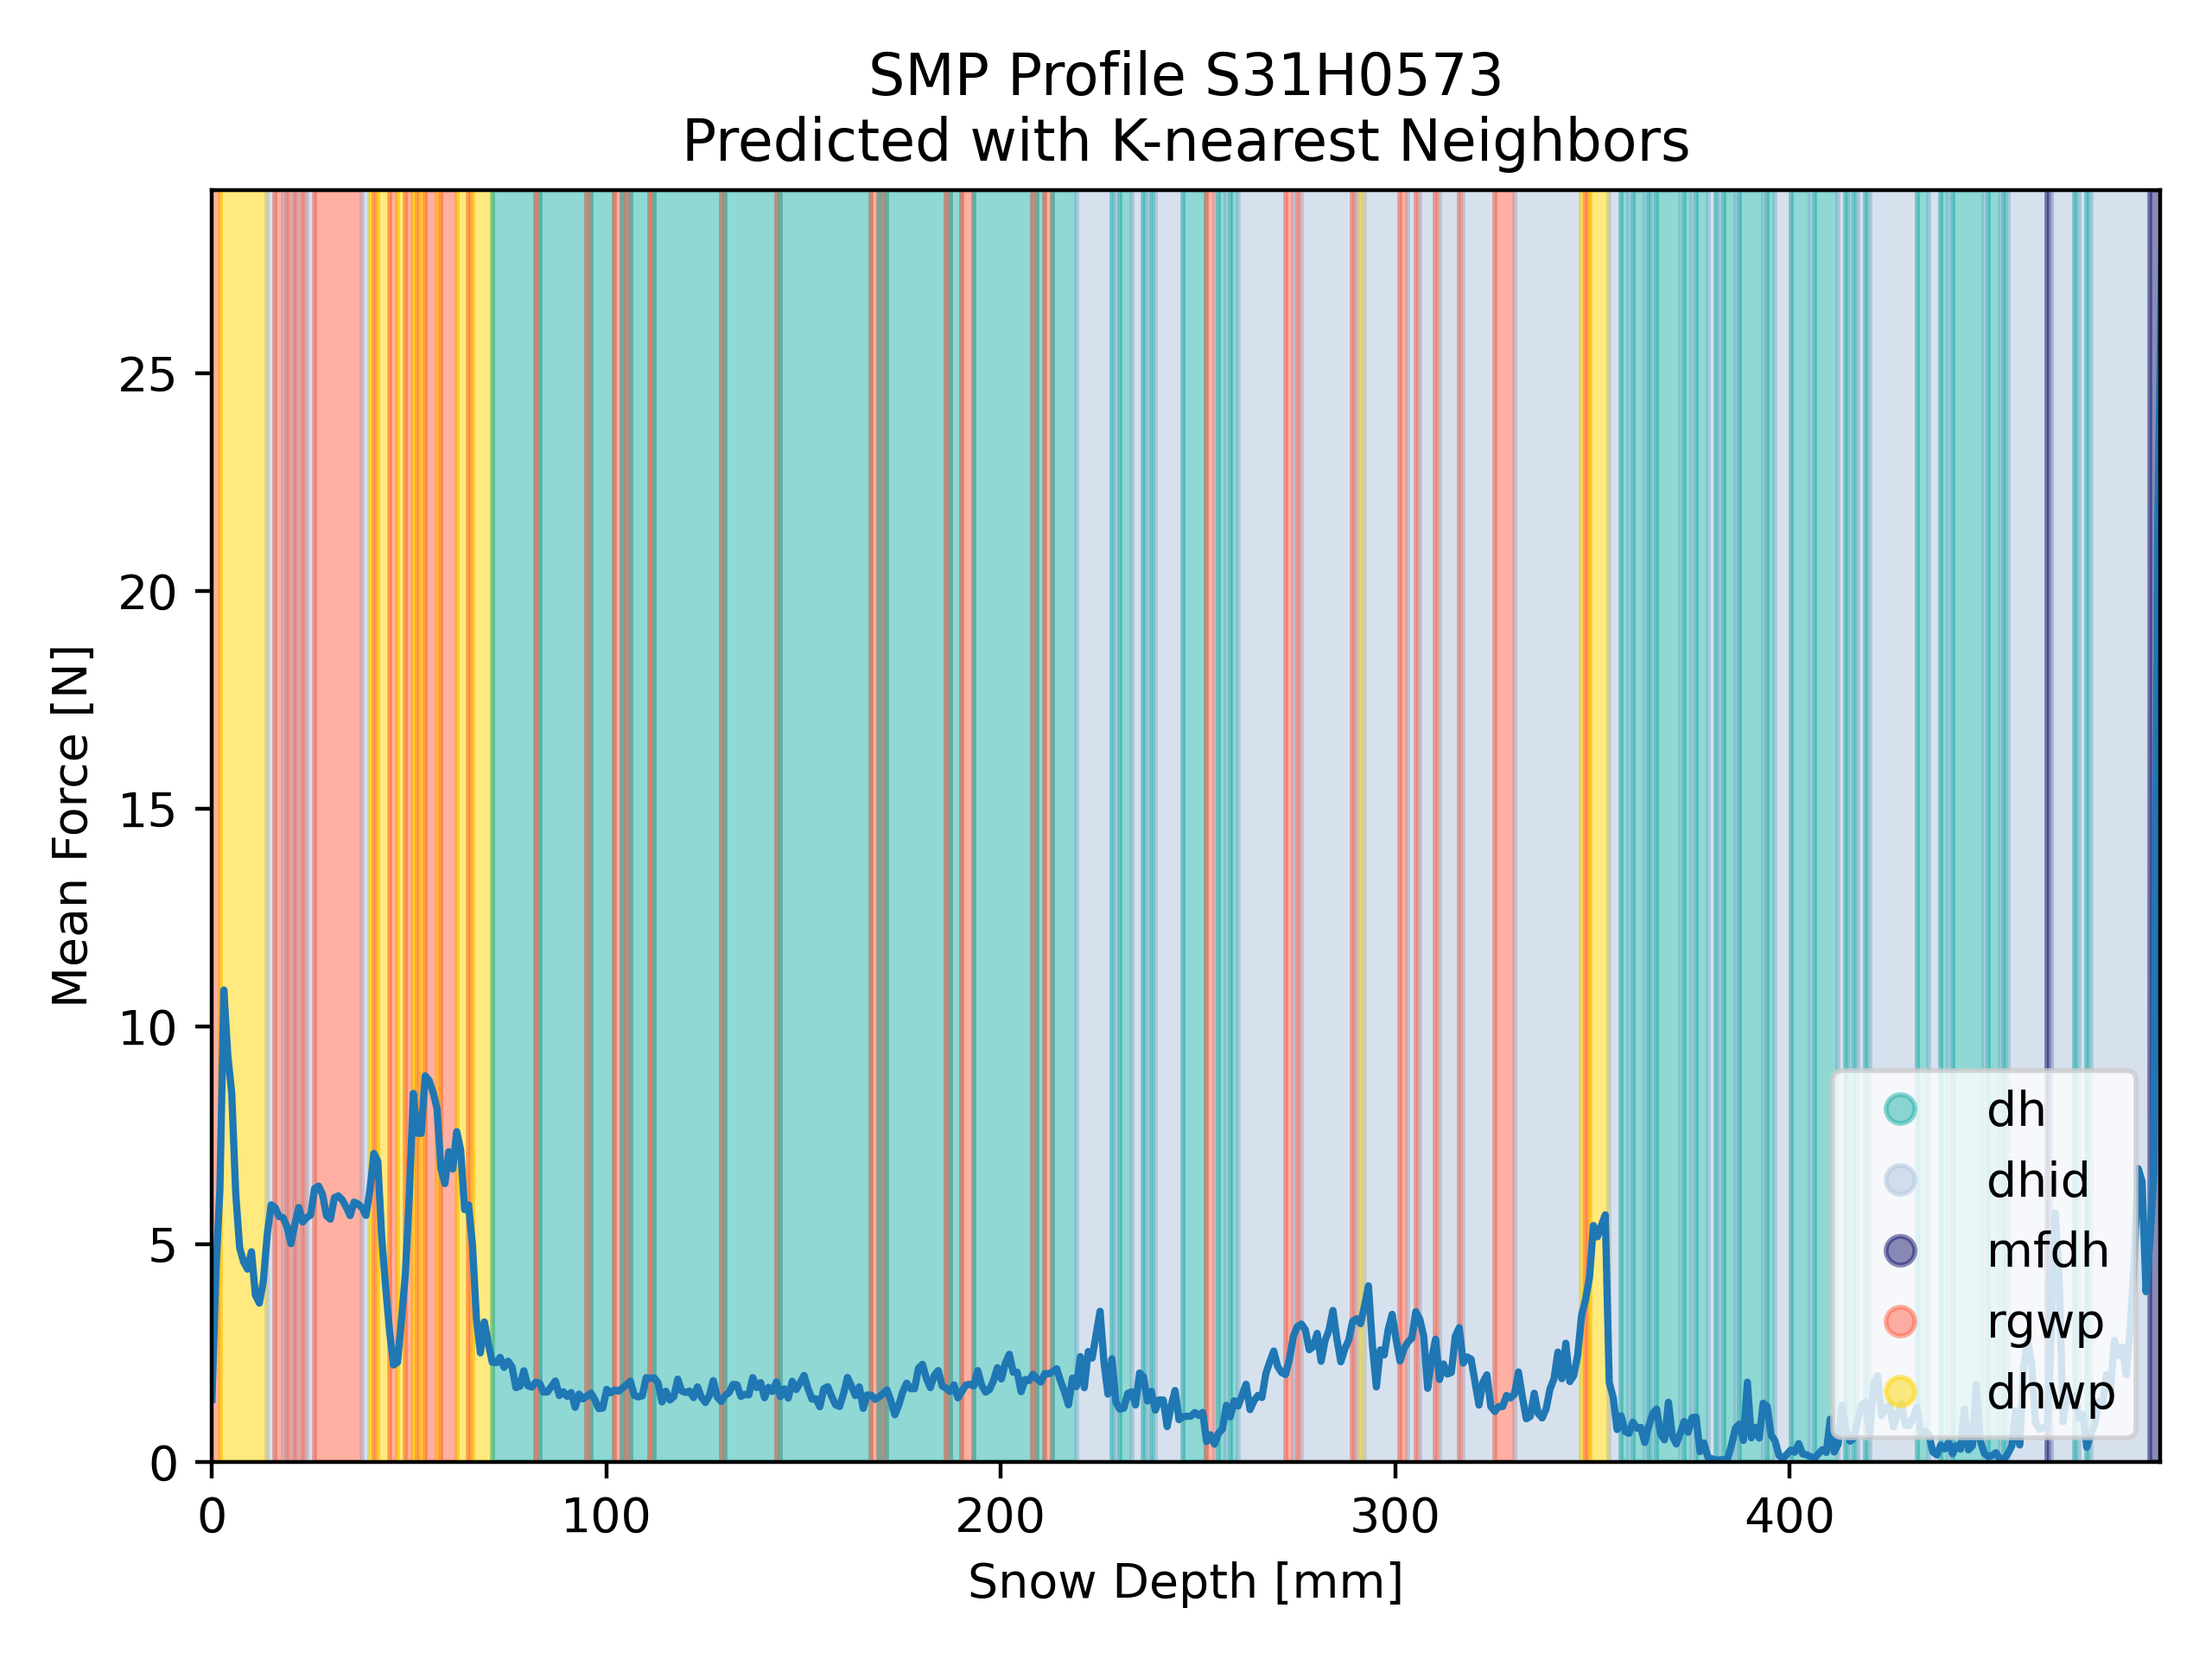 SMP Profile S31H0573
Predicted with K-nearest Neighbors
Mean Force [N]
25
20
15
10
5
0
0 100 200 300 400
Snow Depth [mm]
dh
dhid
mfdh
rgwp
dhwp